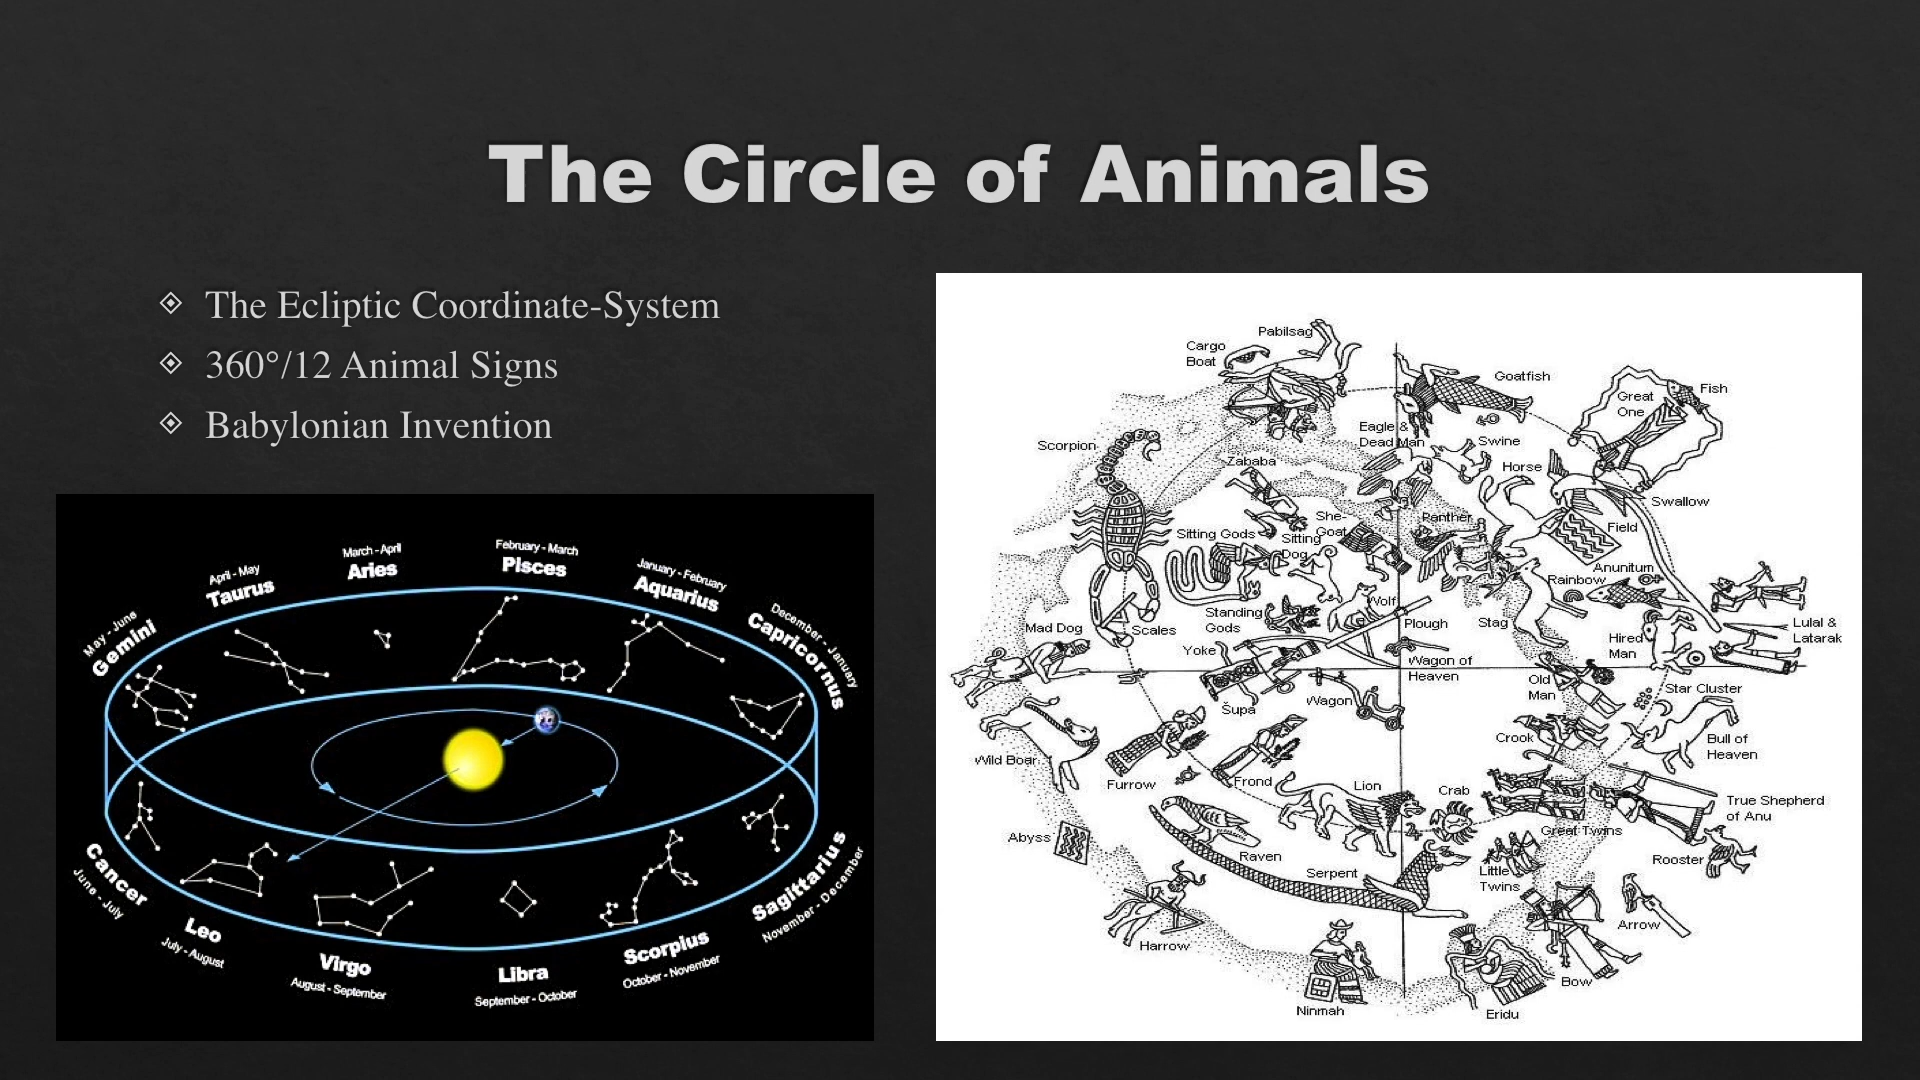 The Circle of Animals
The Ecliptic Coordinate-System
360°/12 Animal Signs
Babylonian Invention
May - June
Gemini
April - May
Taurus
March - April
Aries
February - March
Pisces
January - February
Aquarius
December - January
Capricornus
Cancer
June - July
Leo
July - August
Virgo
August - September
Libra
September - October
Scorpius
October - November
Sagittarius
November - December
Pabilsag
Cargo
Boat
Goatfish
Fish
Great
One
Eagle &
Dead Man
Swine
Scorpion
Zababa
Horse
Swallow
She-
Goat
Panther
Field
Sitting Gods
Sitting
Dog
Anunitum
Rainbow
Wolf
Standing
Gods
Plough
Stag
Lulal &
Latarak
Mad Dog
Scales
Hired
Man
Yoke
Wagon of
Heaven
Old
Man
Star Cluster
Šupa
Wagon
Crook
Bull of
Heaven
Wild Boar
Furrow
Frond
Lion
Crab
True Shepherd
of Anu
Great Twins
Abyss
Raven
Rooster
Serpent
Little
Twins
Arrow
Harrow
Bow
Ninmah
Eridu